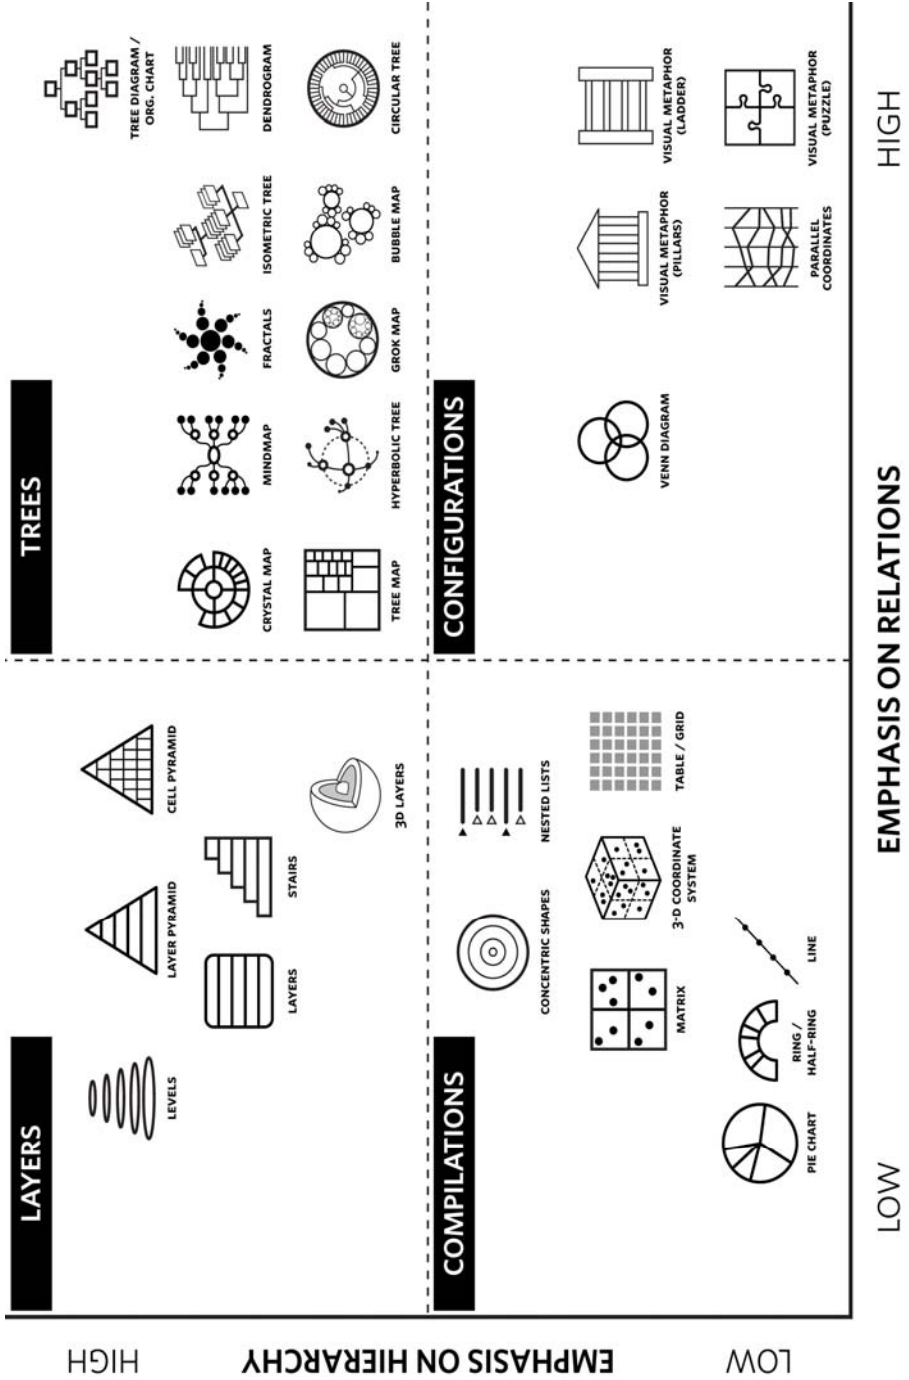 LAYERS
LEVELS
LAYER PYRAMID
CELL PYRAMID
LAYERS
STAIRS
3D LAYERS
TREES
TREE DIAGRAM /
ORG. CHART
CRYSTAL MAP
MINDMAP
FRACTALS
ISOMETRIC TREE
DENDROGRAM
TREE MAP
HYPERBOLIC TREE
GROK MAP
BUBBLE MAP
CIRCULAR TREE
COMPILATIONS
CONCENTRIC SHAPES
NESTED LISTS
MATRIX
3-D COORDINATE
SYSTEM
TABLE / GRID
PIE CHART
RING /
HALF-RING
LINE
CONFIGURATIONS
VENN DIAGRAM
VISUAL METAPHOR
(PILLARS)
VISUAL METAPHOR
(LADDER)
PARALLEL
COORDINATES
VISUAL METAPHOR
(PUZZLE)
HIGH
EMPHASIS ON HIERARCHY
LOW
LOW
EMPHASIS ON RELATIONS
HIGH